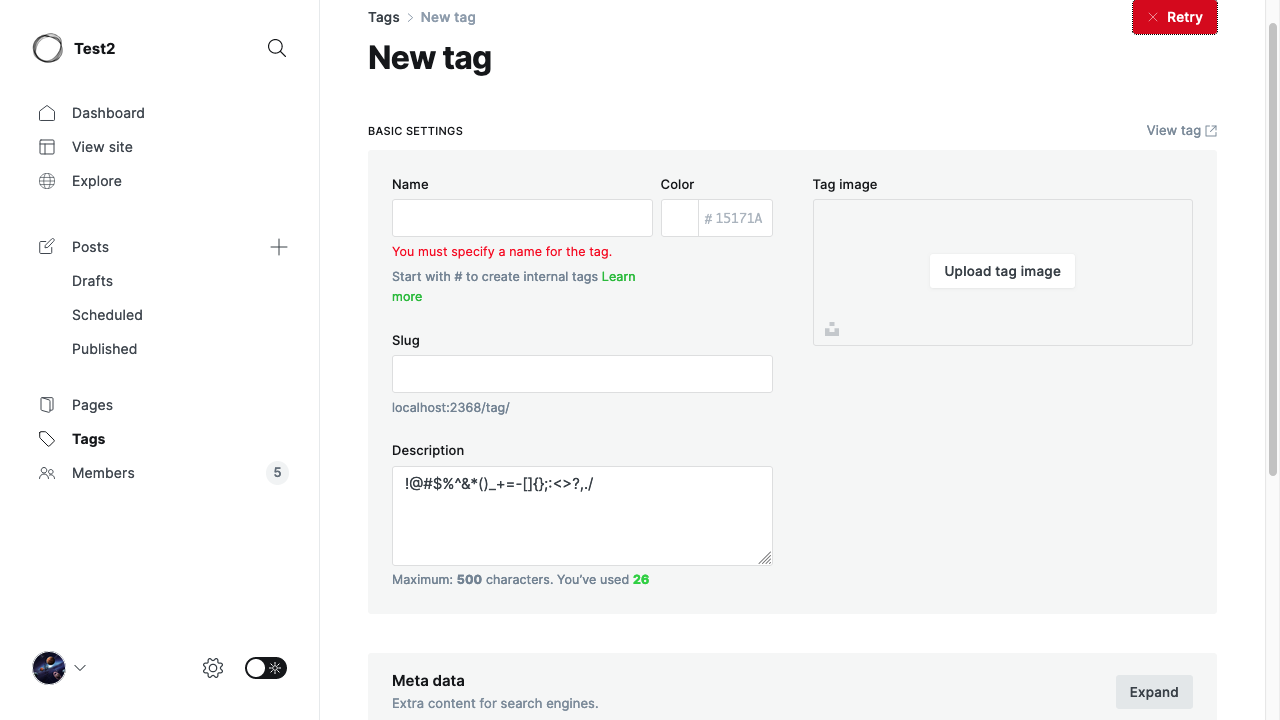 Test2
Dashboard
View site
Explore
Posts
Drafts
Scheduled
Published
Pages
Tags
Members 5
Tags New tag
Retry
New tag
BASIC SETTINGS
View tag
Name
You must specify a name for the tag.
Start with # to create internal tags Learn
more
Color
# 15171A
Slug
localhost:2368/tag/
Description
!@#$%^&*()_+=-[]{};:<>?,./
Maximum: 500 characters. You've used 26
Tag image
Upload tag image
Meta data
Extra content for search engines.
Expand